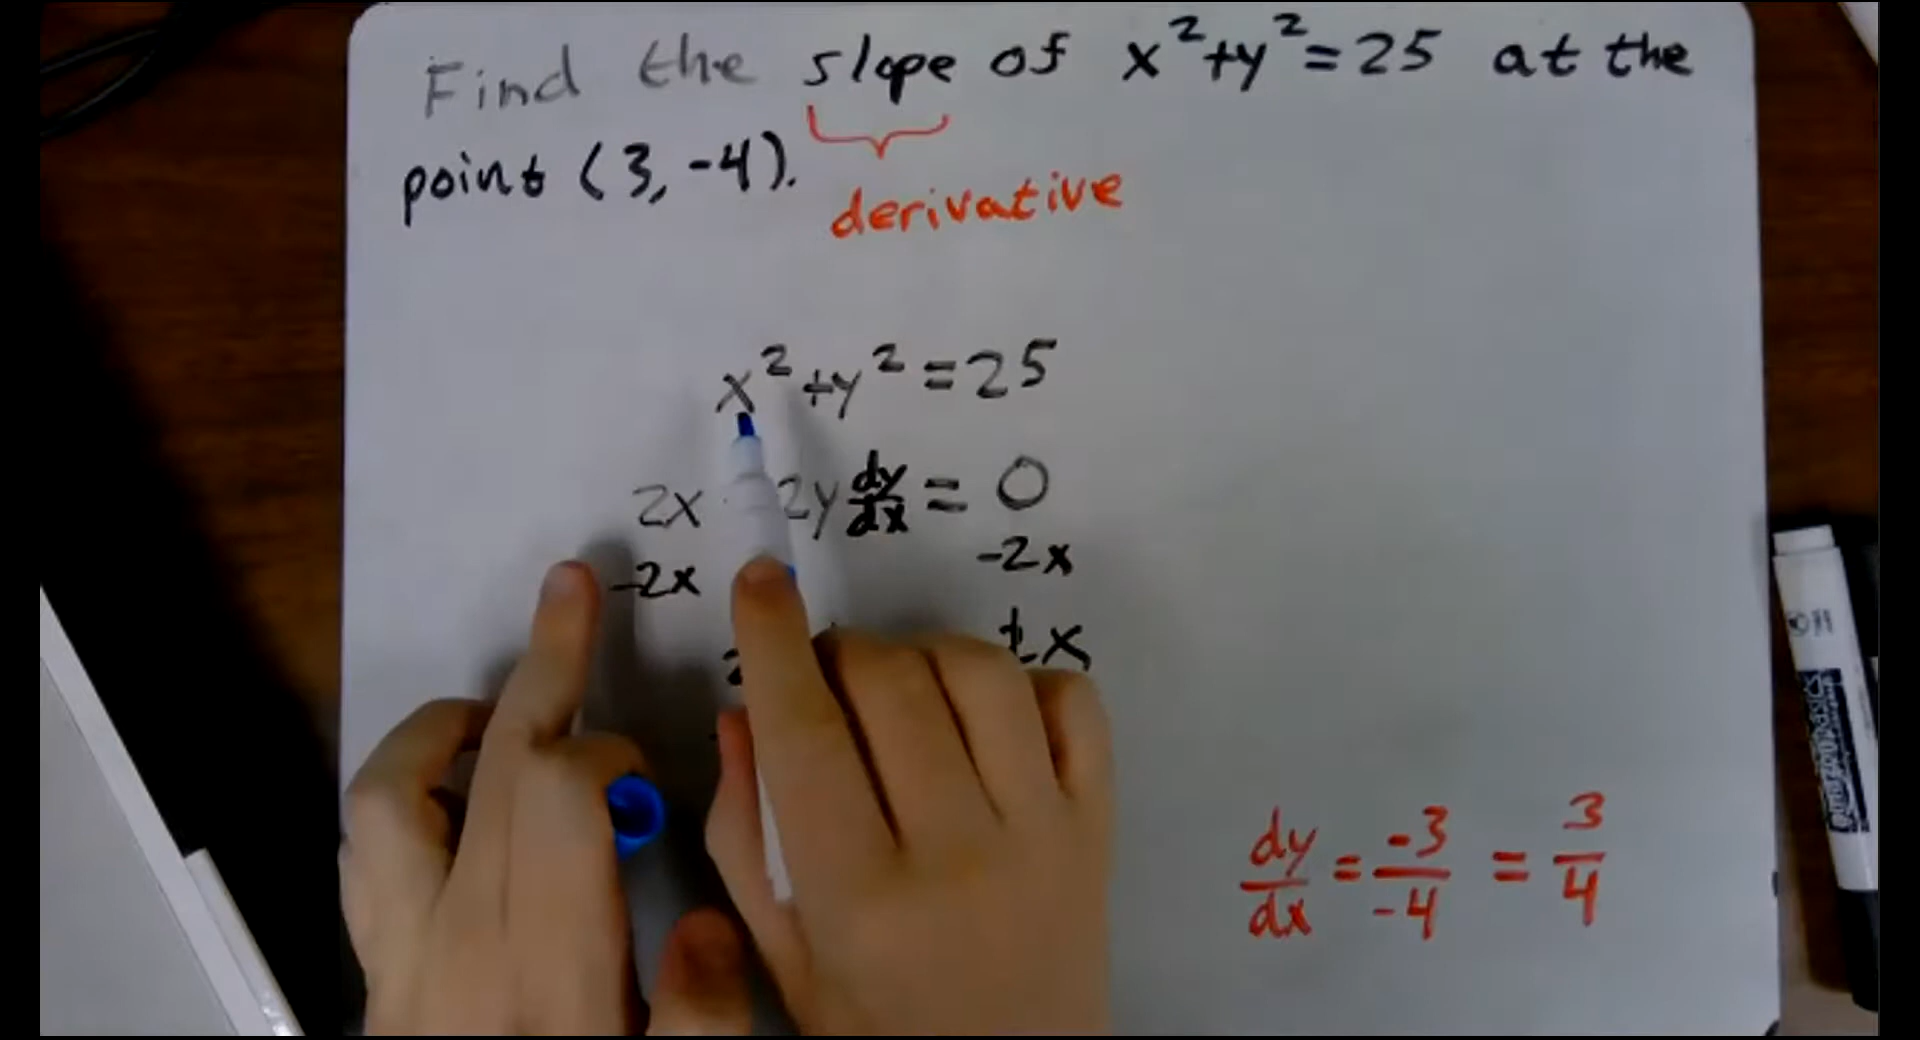 Find the slope of x²+y²=25 at the
point (3,-4).
derivative
x²+y²=25
2x 2y dy/dx = 0
-2x -2x
x
dy/dx = -3/-4 = 3/4